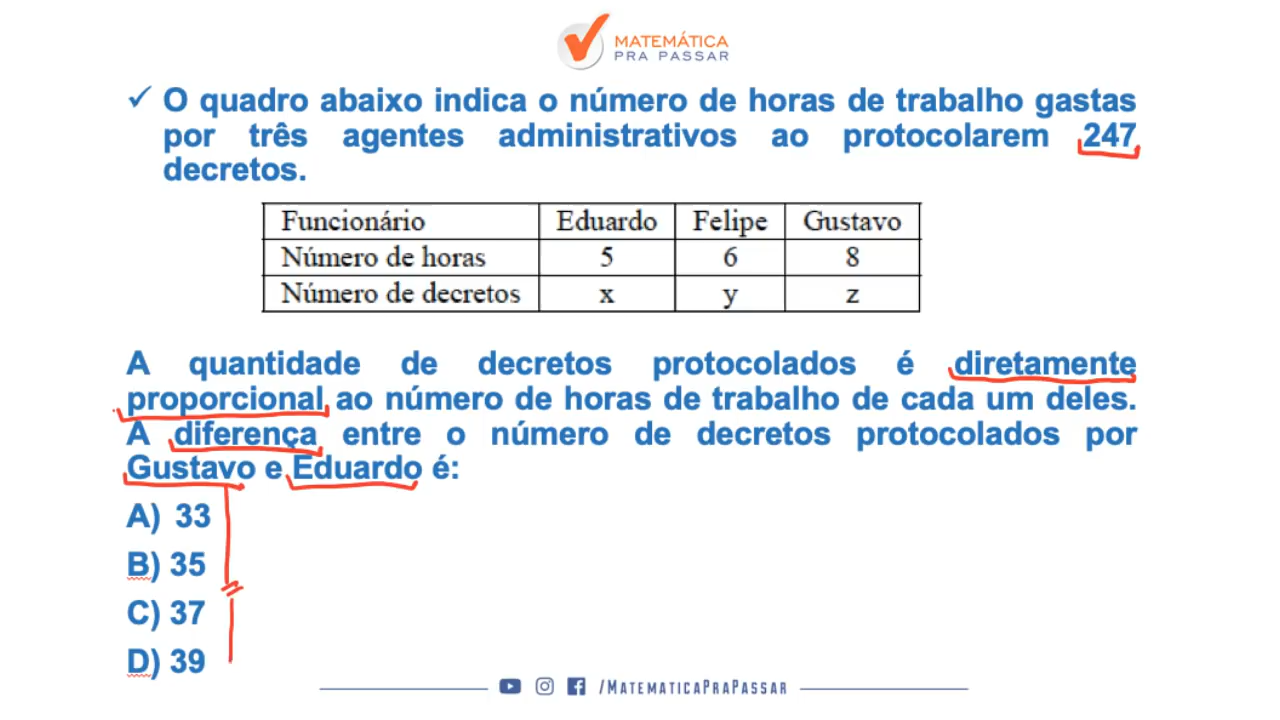 MATEMÁTICA
PRA PASSAR
✓ O quadro abaixo indica o número de horas de trabalho gastas
por três agentes administrativos ao protocolarem 247
decretos.
Funcionário Eduardo Felipe Gustavo
Número de horas 5 6 8
Número de decretos x y z
A quantidade de decretos protocolados é diretamente
proporcional ao número de horas de trabalho de cada um deles.
A diferença entre o número de decretos protocolados por
Gustavo e Eduardo é:
A) 33
B) 35
C) 37
D) 39
/MATEMATICAPRAPASSAR